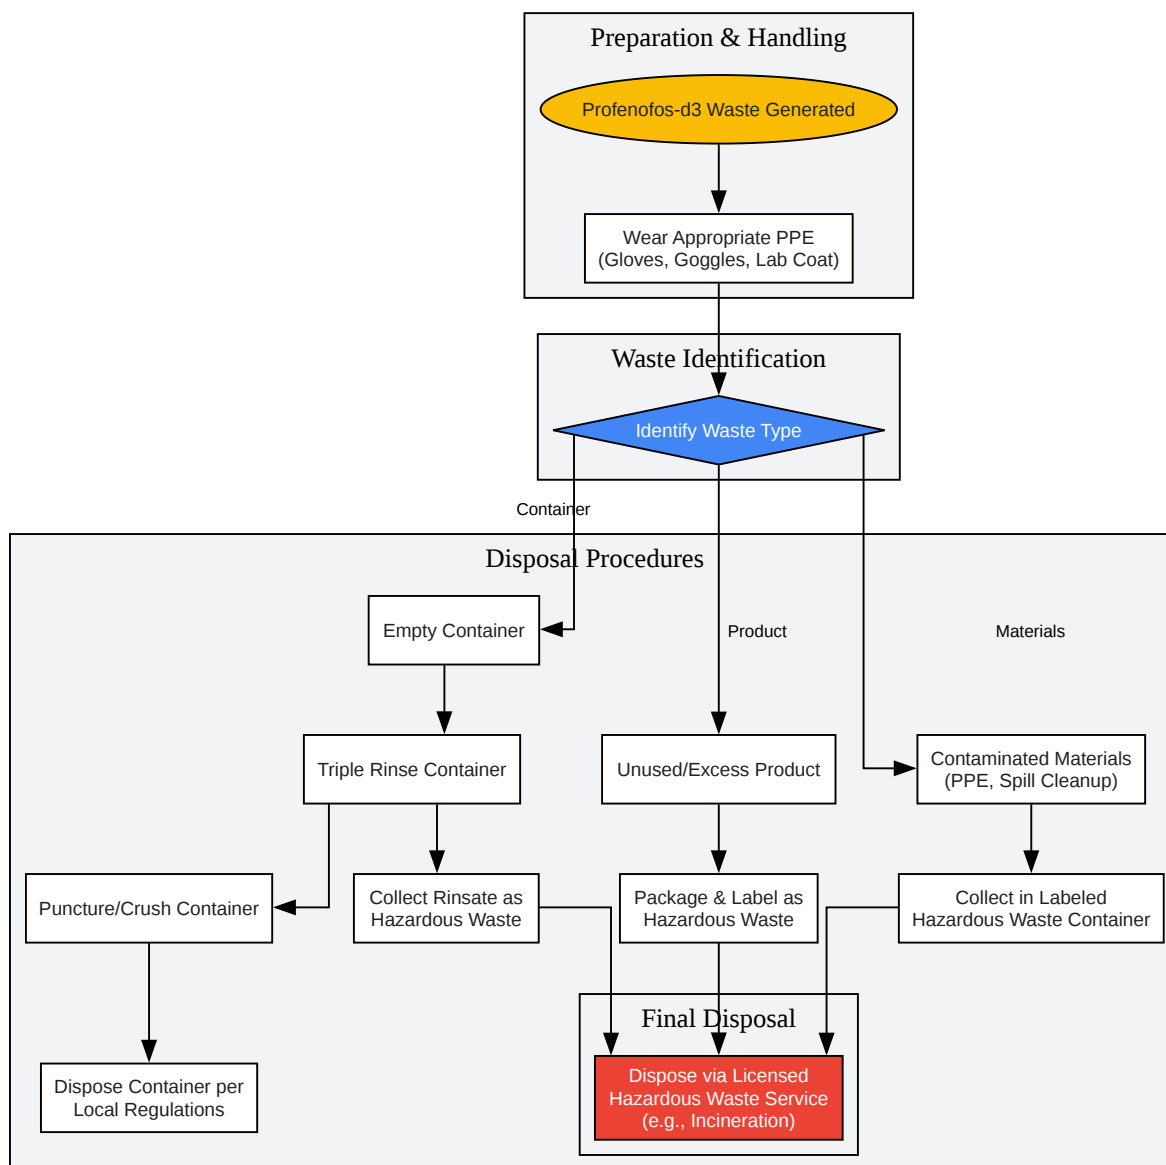 Preparation & Handling
Profenofos-d3 Waste Generated
Wear Appropriate PPE
(Gloves, Goggles, Lab Coat)
Waste Identification
Identify Waste Type
Container
Disposal Procedures
Empty Container
Product
Materials
Triple Rinse Container
Unused/Excess Product
Contaminated Materials
(PPE, Spill Cleanup)
Puncture/Crush Container
Collect Rinsate as
Hazardous Waste
Package & Label as
Hazardous Waste
Collect in Labeled
Hazardous Waste Container
Final Disposal
Dispose Container per
Local Regulations
Dispose via Licensed
Hazardous Waste Service
(e.g., Incineration)